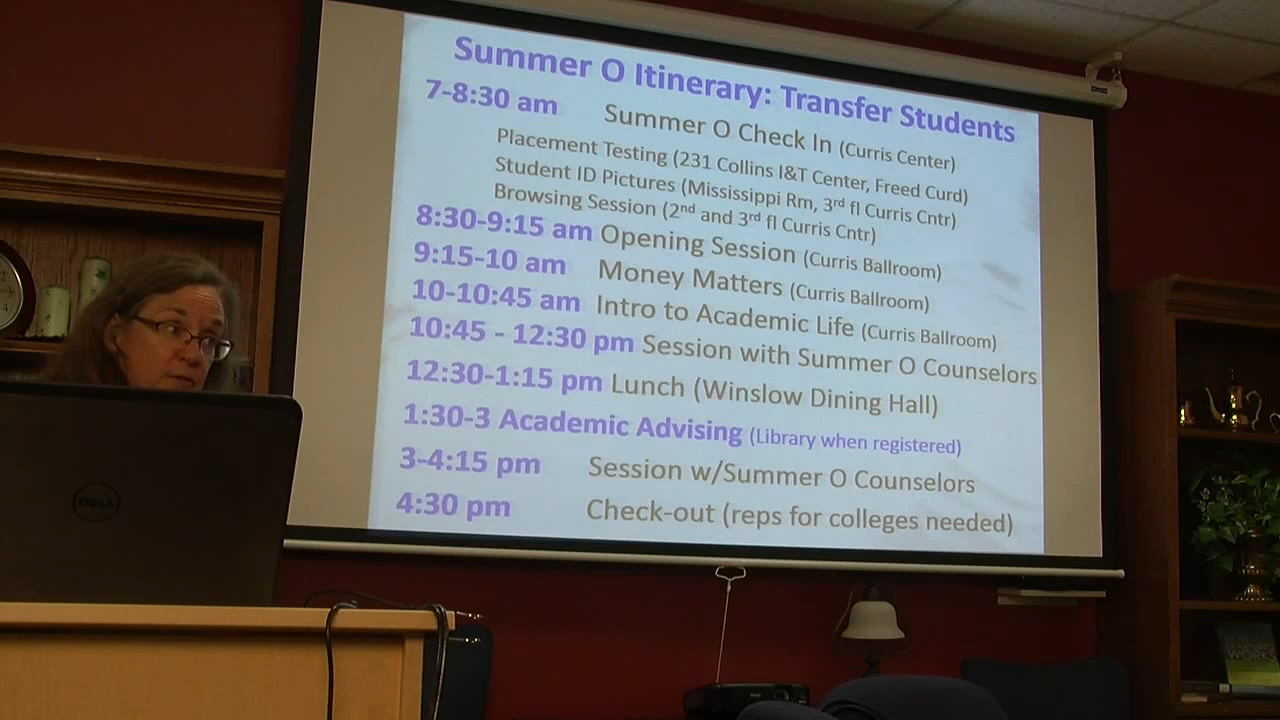 Summer O Itinerary: Transfer Students
7-8:30 am Summer O Check In (Curris Center)
Placement Testing (231 Collins I&T Center, Freed Curd)
Student ID Pictures (Mississippi Rm, 3rd fl Curris Cntr)
Browsing Session (2nd and 3rd fl Curris Cntr)
8:30-9:15 am Opening Session (Curris Ballroom)
9:15-10 am Money Matters (Curris Ballroom)
10-10:45 am Intro to Academic Life (Curris Ballroom)
10:45 - 12:30 pm Session with Summer O Counselors
12:30-1:15 pm Lunch (Winslow Dining Hall)
1:30-3 Academic Advising (Library when registered)
3-4:15 pm Session w/Summer O Counselors
4:30 pm Check-out (reps for colleges needed)
DELL